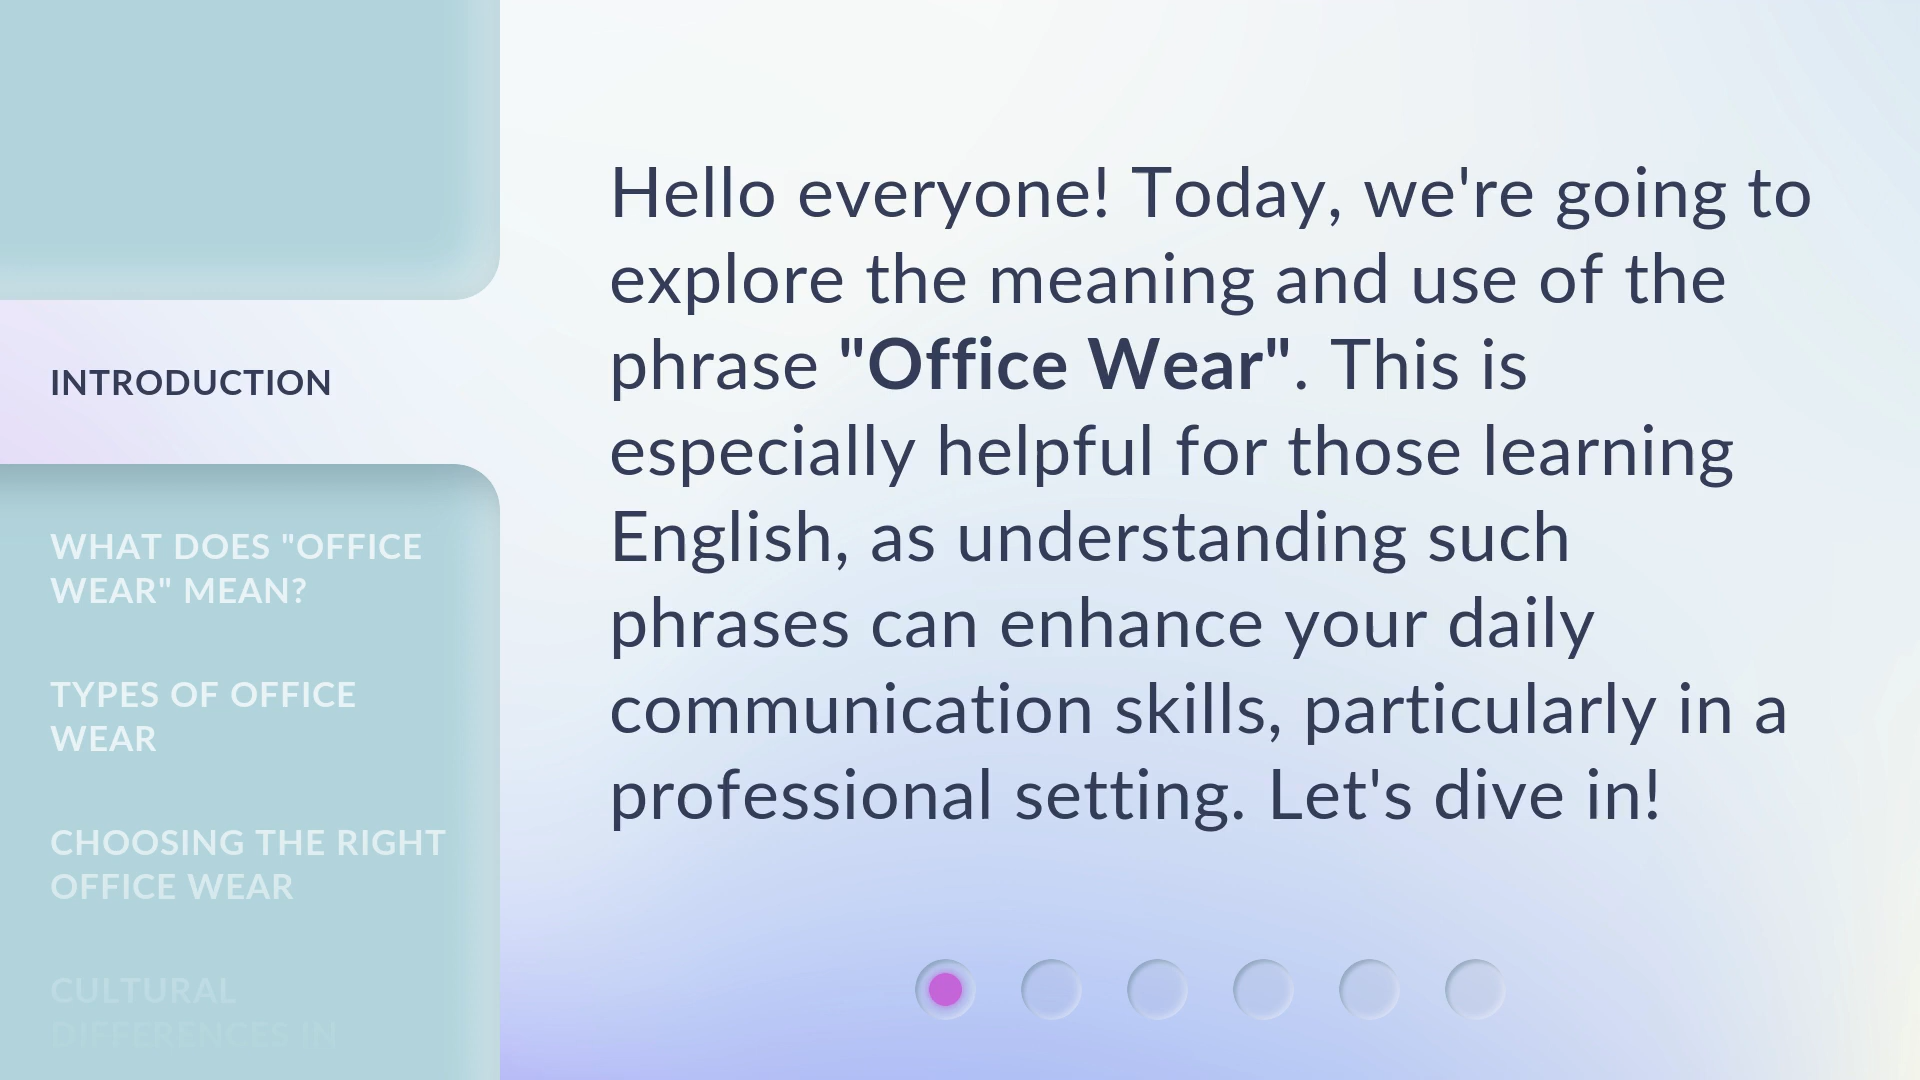 INTRODUCTION
WHAT DOES "OFFICE
WEAR" MEAN?
TYPES OF OFFICE
WEAR
CHOOSING THE RIGHT
OFFICE WEAR
CULTURAL
DIFFERENCES IN
Hello everyone! Today, we're going to
explore the meaning and use of the
phrase "Office Wear". This is
especially helpful for those learning
English, as understanding such
phrases can enhance your daily
communication skills, particularly in a
professional setting. Let's dive in!